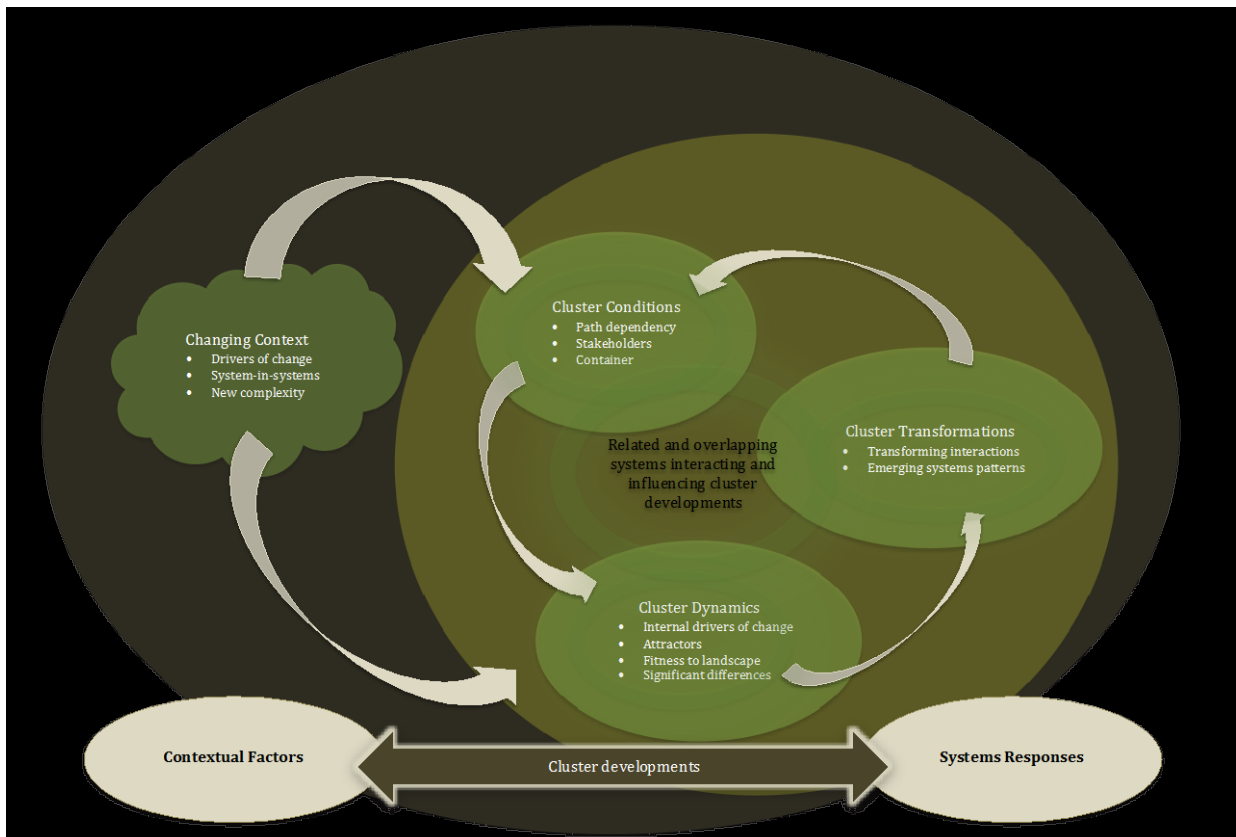 Cluster Conditions
• Path dependency
• Stakeholders
• Container
Changing Context
• Drivers of change
• System-in-systems
• New complexity
Cluster Transformations
• Transforming interactions
• Emerging systems patterns
Related and overlapping
systems interacting and
influencing cluster
developments
Cluster Dynamics
• Internal drivers of change
• Attractors
• Fitness to landscape
• Significant differences
Contextual Factors
Cluster developments
Systems Responses